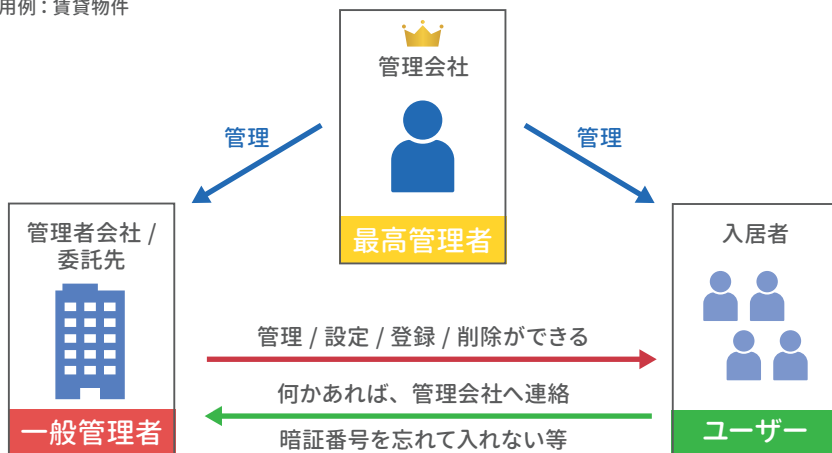 用例：賃貸物件
管理会社
最高管理者
管理
管理
管理者会社 /
委託先
一般管理者
入居者
ユーザー
管理 / 設定 / 登録 / 削除ができる
何かあれば、管理会社へ連絡
暗証番号を忘れて入れない等